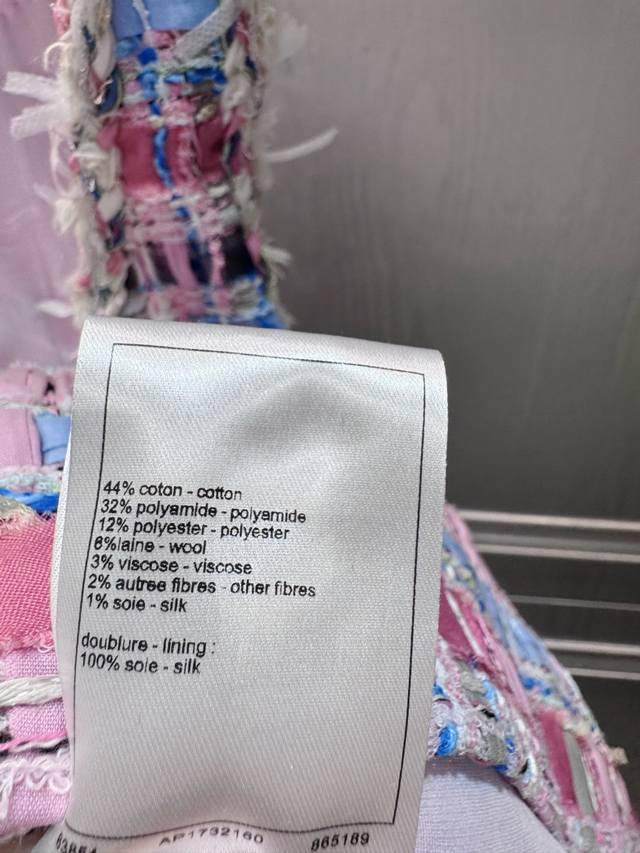 44% coton - cotton
32% polyamide - polyamide
12% polyester - polyester
6%laine - wool
3% viscose - viscose
2% autres fibres - other fibres
1% soie - silk
doublure - lining :
100% soie - silk
AP1732160 865189